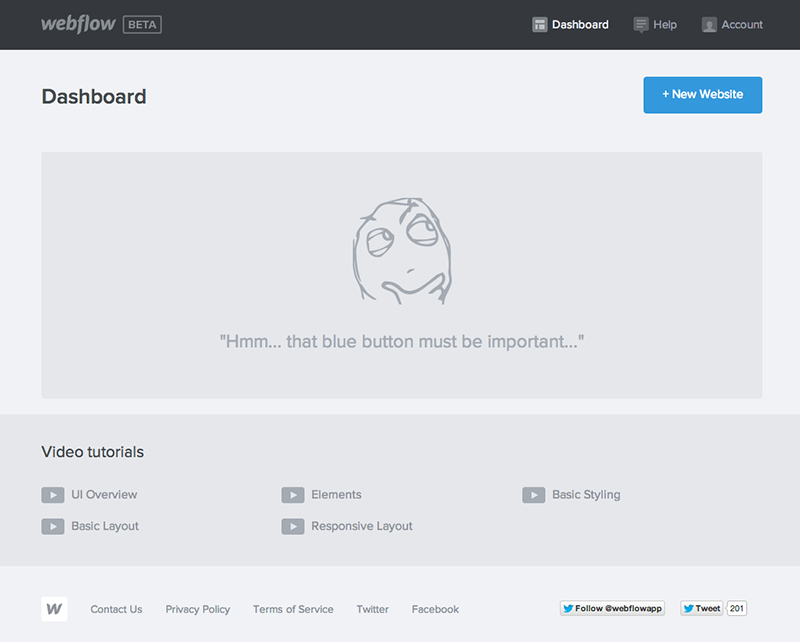 webflow BETA Dashboard Help Account
Dashboard + New Website
"Hmm... that blue button must be important..."
Video tutorials
UI Overview Elements Basic Styling
Basic Layout Responsive Layout
W Contact Us Privacy Policy Terms of Service Twitter Facebook Follow @webflowapp Tweet 201